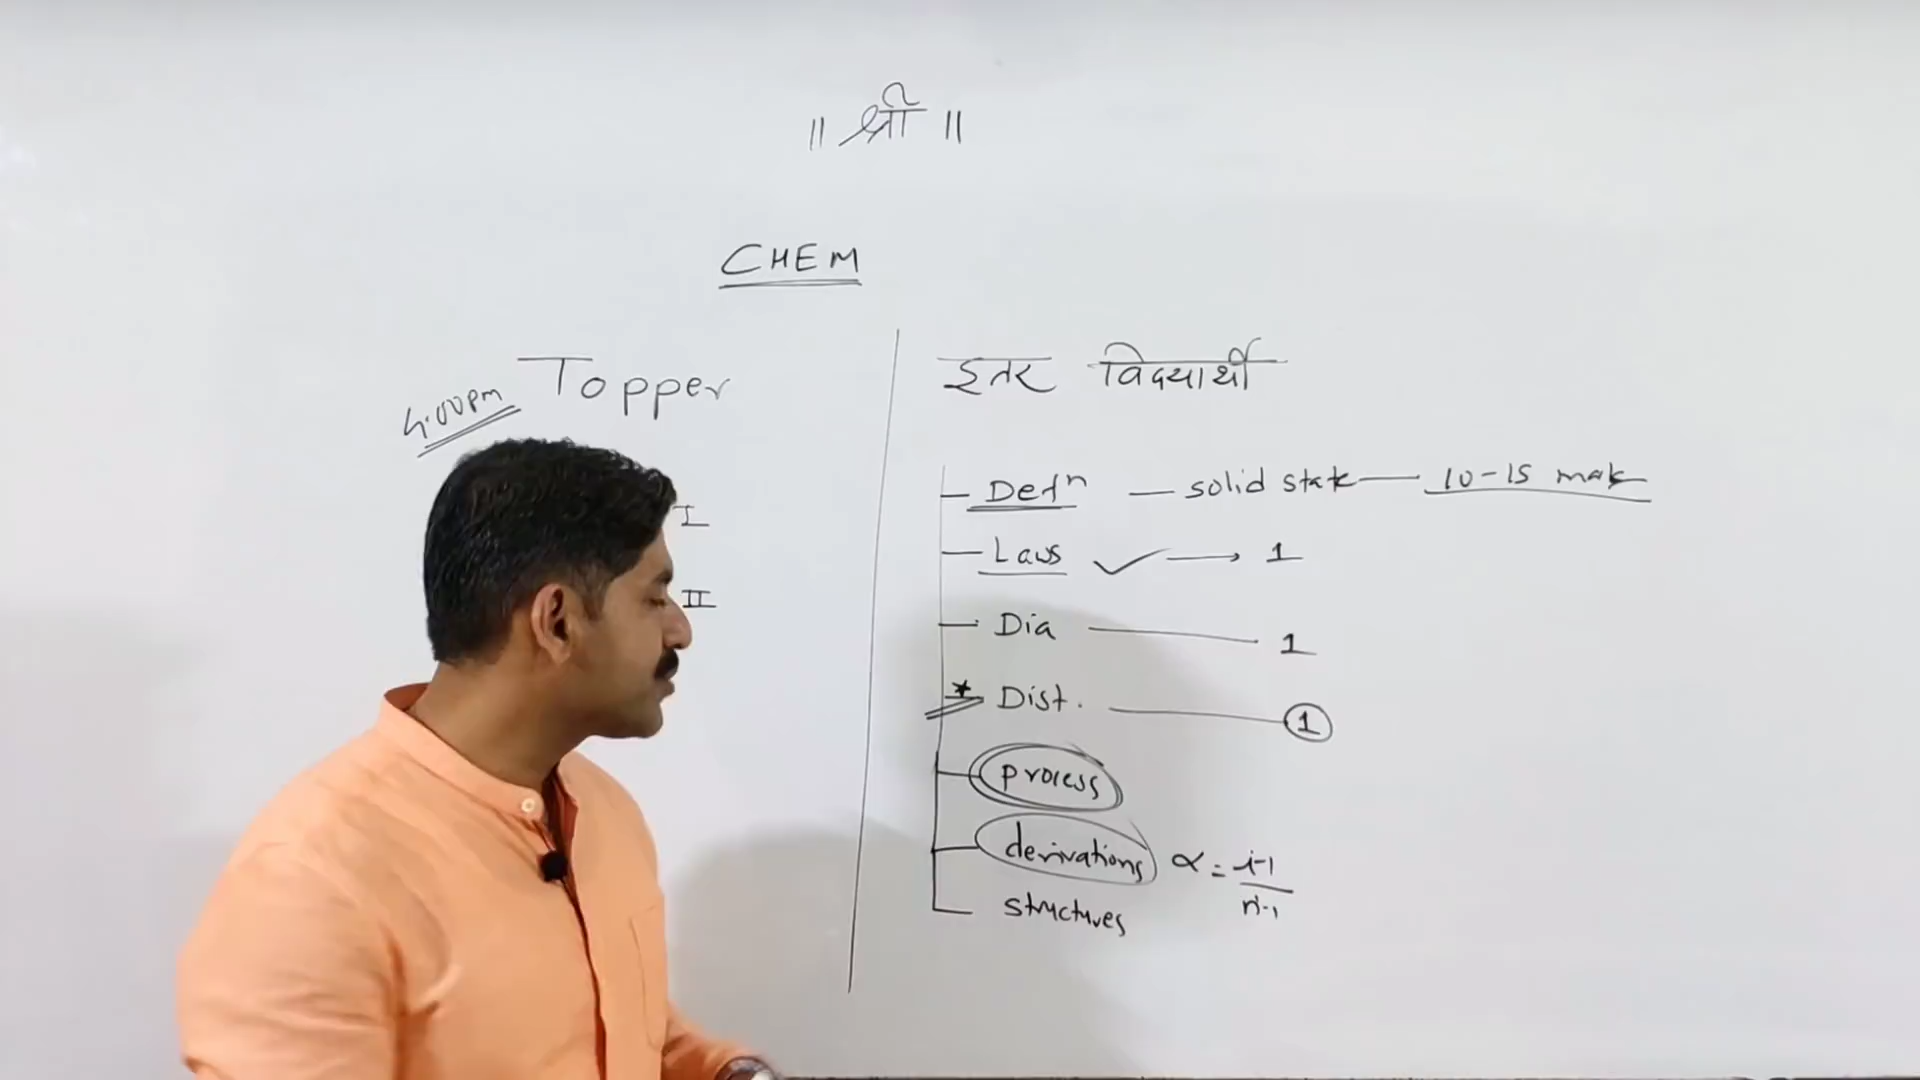 ॥ श्री ॥
CHEM
Topper
4:00pm
I
II
इतर विद्यार्थी
Defⁿ — solid state — 10-15 mak
Laws ✓ → 1
Dia — 1
★ Dist. — 1
process
derivations α = i-1 / n'-1
structures